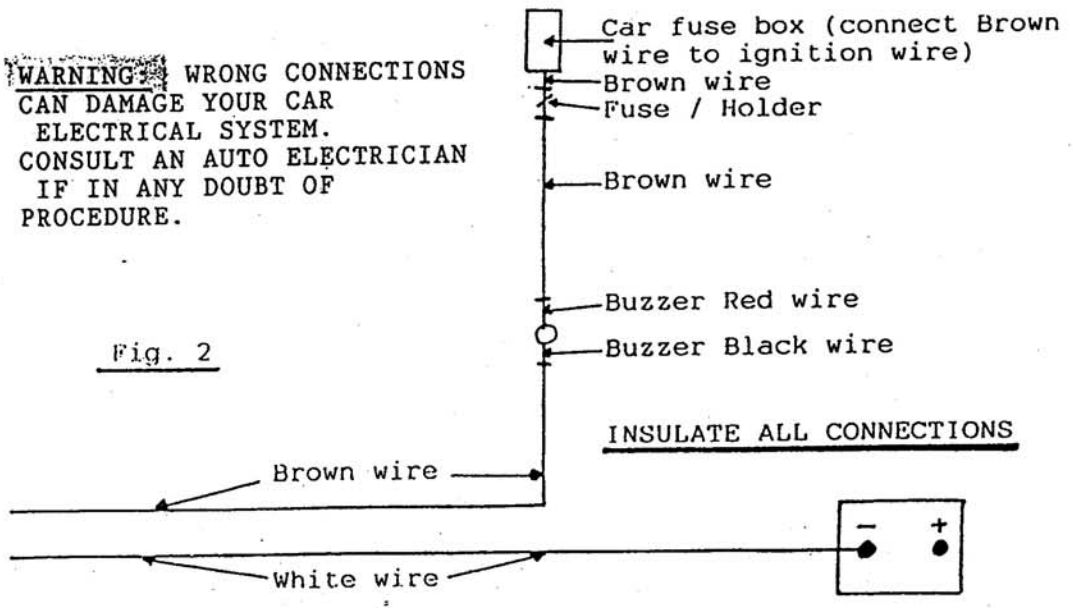 WARNING: WRONG CONNECTIONS
CAN DAMAGE YOUR CAR
ELECTRICAL SYSTEM.
CONSULT AN AUTO ELECTRICIAN
IF IN ANY DOUBT OF
PROCEDURE.
Car fuse box (connect Brown
wire to ignition wire)
Brown wire
Fuse / Holder
Brown wire
Buzzer Red wire
Buzzer Black wire
Fig. 2
INSULATE ALL CONNECTIONS
Brown wire
- +
White wire